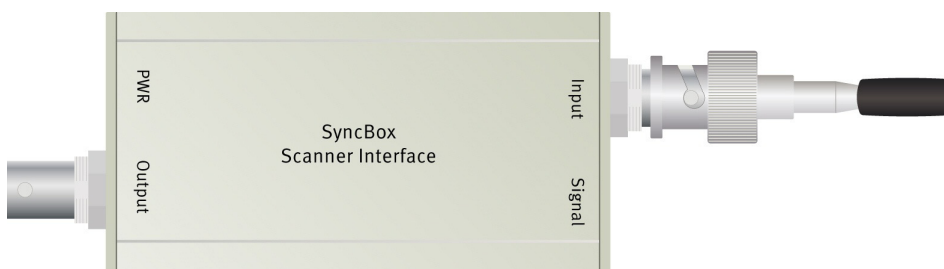 PWR
Output
SyncBox
Scanner Interface
Input
Signal